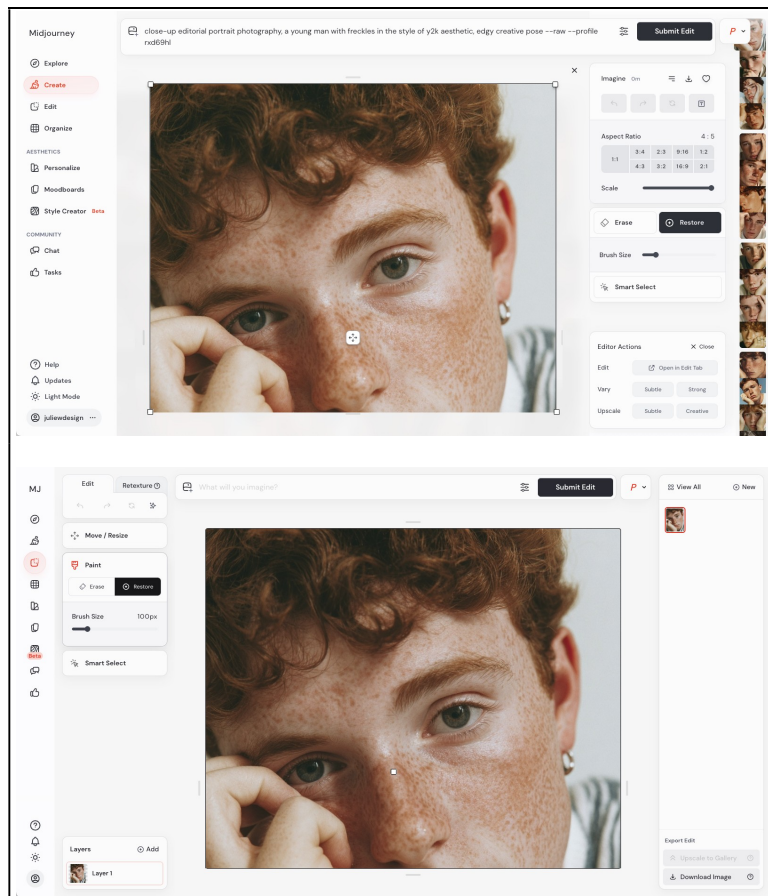 Midjourney
close-up editorial portrait photography, a young man with freckles in the style of y2k aesthetic, edgy creative pose --raw --profile
rxd69hl
Submit Edit
P
Explore
Create
Edit
Organize
AESTHETICS
Personalize
Moodboards
Style Creator Beta
COMMUNITY
Chat
Tasks
Help
Updates
Light Mode
juliewdesign ...
Imagine 0m
Aspect Ratio 4 : 5
1:1
3:4 2:3 9:16 1:2
4:3 3:2 16:9 2:1
Scale
Erase Restore
Brush Size
Smart Select
Editor Actions Close
Edit Open in Edit Tab
Vary Subtle Strong
Upscale Subtle Creative
MJ
Beta
Edit Retexture
Move / Resize
Paint
Erase Restore
Brush Size 100px
Smart Select
Layers Add
Layer 1
What will you imagine?
Submit Edit
P
View All New
Export Edit
Upscale to Gallery
Download Image